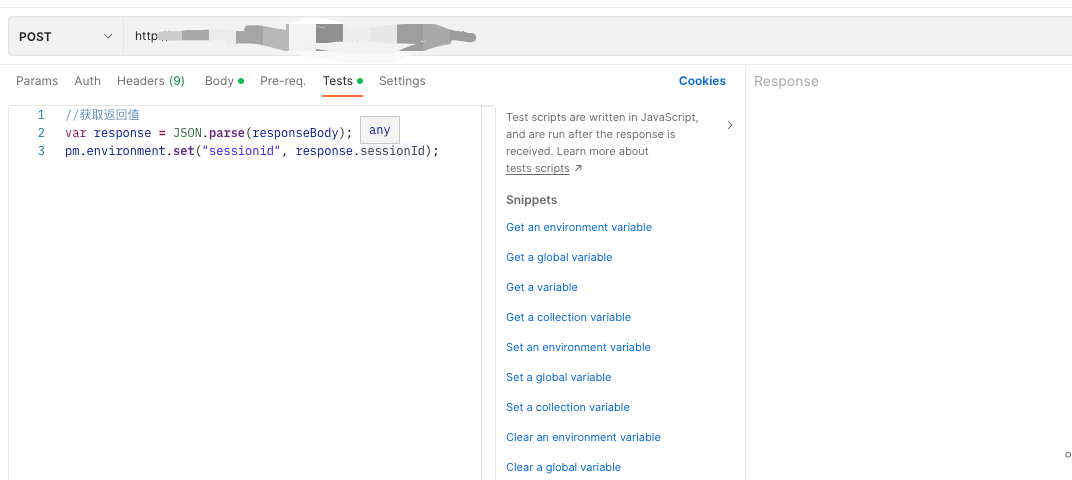 POST
http:
Params Auth Headers (9) Body Pre-req. Tests Settings Cookies
Response
1 //获取返回值
2 var response = JSON.parse(responseBody);
any
3 pm.environment.set("sessionid", response.sessionId);
Test scripts are written in JavaScript,
and are run after the response is
received. Learn more about
tests scripts ↗
Snippets
Get an environment variable
Get a global variable
Get a variable
Get a collection variable
Set an environment variable
Set a global variable
Set a collection variable
Clear an environment variable
Clear a global variable